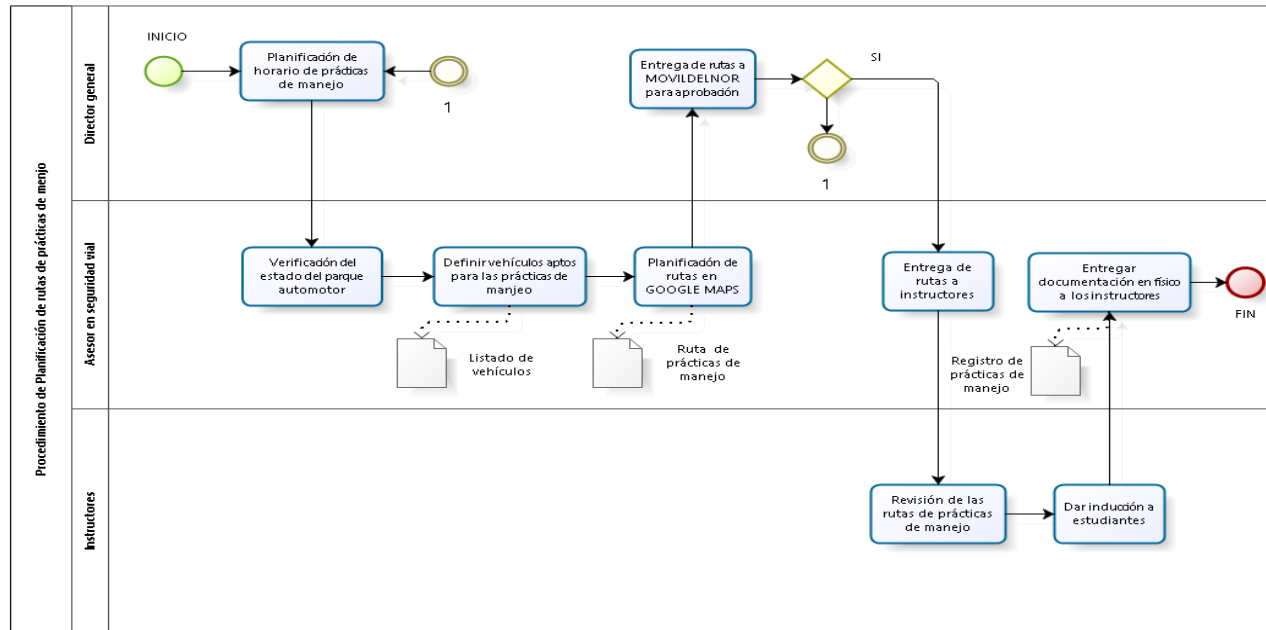 Procedimiento de Planificación de rutas de prácticas de menjo
Director general
INICIO
Planificación de
horario de prácticas
de manejo
1
Entrega de rutas a
MOVILDELNOR
para aprobación
SI
1
Asesor en seguridad vial
Verificación del
estado del parque
automotor
Definir vehículos aptos
para las prácticas de
manjeo
Planificación de
rutas en
GOOGLE MAPS
Entrega de
rutas a
instructores
Entregar
documentación en físico
a los instructores
FIN
Listado de
vehículos
Ruta de
prácticas de
manejo
Registro de
prácticas de
manejo
Instructores
Revisión de las
rutas de prácticas
de manejo
Dar inducción a
estudiantes